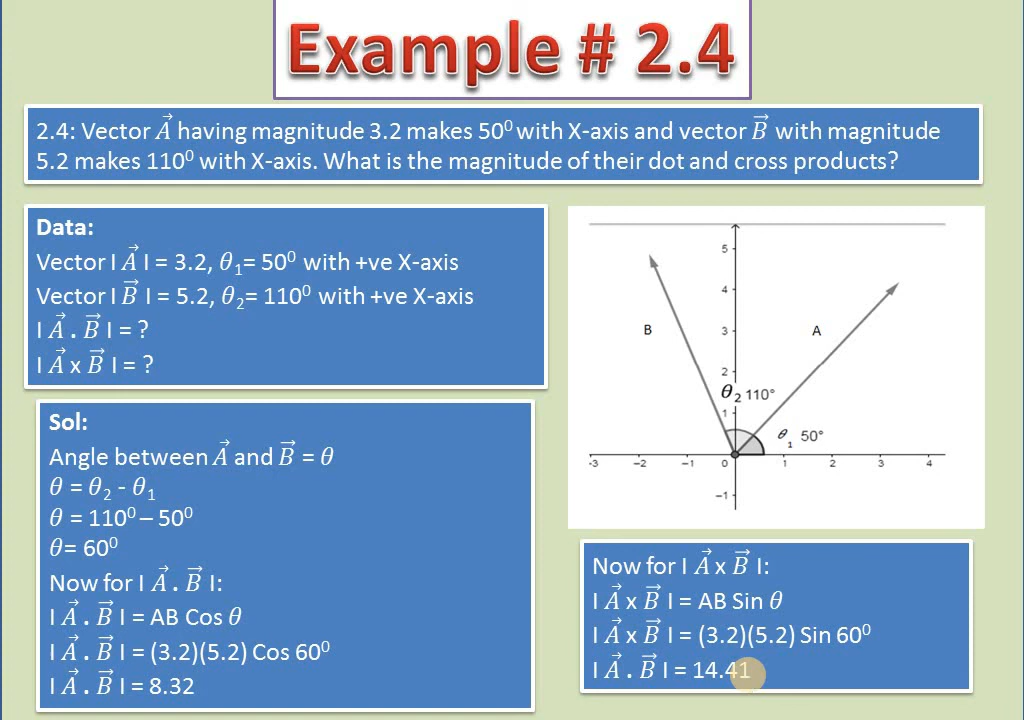 Example # 2.4
2.4: Vector A⃗ having magnitude 3.2 makes 50⁰ with X-axis and vector B⃗ with magnitude
5.2 makes 110⁰ with X-axis. What is the magnitude of their dot and cross products?
Data:
Vector I A⃗ I = 3.2, θ₁= 50⁰ with +ve X-axis
Vector I B⃗ I = 5.2, θ₂= 110⁰ with +ve X-axis
I A⃗ . B⃗ I = ?
I A⃗ x B⃗ I = ?
Sol:
Angle between A⃗ and B⃗ = θ
θ = θ₂ - θ₁
θ = 110⁰ – 50⁰
θ= 60⁰
Now for I A⃗ . B⃗ I:
I A⃗ . B⃗ I = AB Cos θ
I A⃗ . B⃗ I = (3.2)(5.2) Cos 60⁰
I A⃗ . B⃗ I = 8.32
5
4
B 3 A
2
θ₂ 110°
1
θ₁ 50°
-3 -2 -1 0 1 2 3 4
-1
Now for I A⃗ x B⃗ I:
I A⃗ x B⃗ I = AB Sin θ
I A⃗ x B⃗ I = (3.2)(5.2) Sin 60⁰
I A⃗ . B⃗ I = 14.41